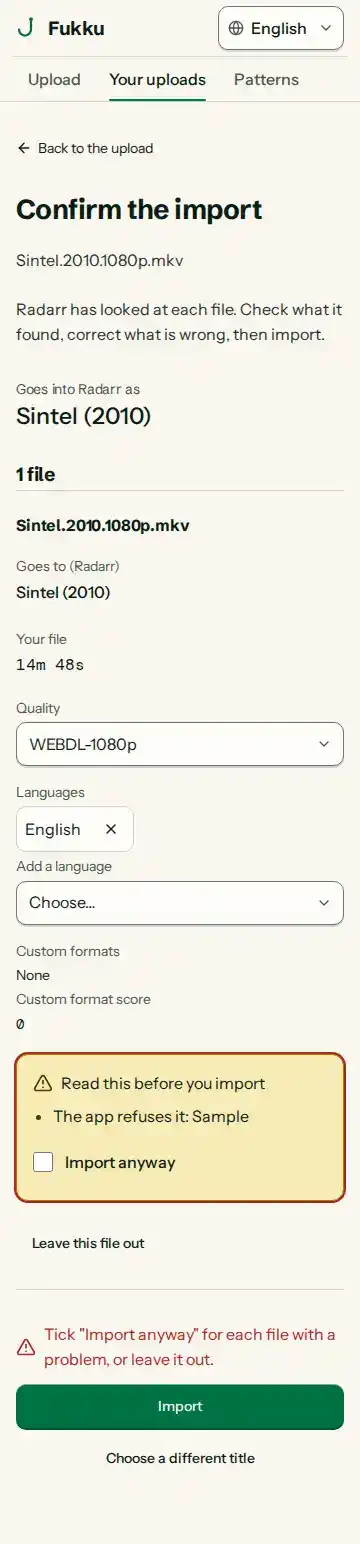 Fukku
English
Upload
Your uploads
Patterns
Back to the upload
Confirm the import
Sintel.2010.1080p.mkv
Radarr has looked at each file. Check what it
found, correct what is wrong, then import.
Goes into Radarr as
Sintel (2010)
1 file
Sintel.2010.1080p.mkv
Goes to (Radarr)
Sintel (2010)
Your file
14m 48s
Quality
WEBDL-1080p
Languages
English
Add a language
Choose...
Custom formats
None
Custom format score
0
Read this before you import
• The app refuses it: Sample
Import anyway
Leave this file out
Tick "Import anyway" for each file with a
problem, or leave it out.
Import
Choose a different title